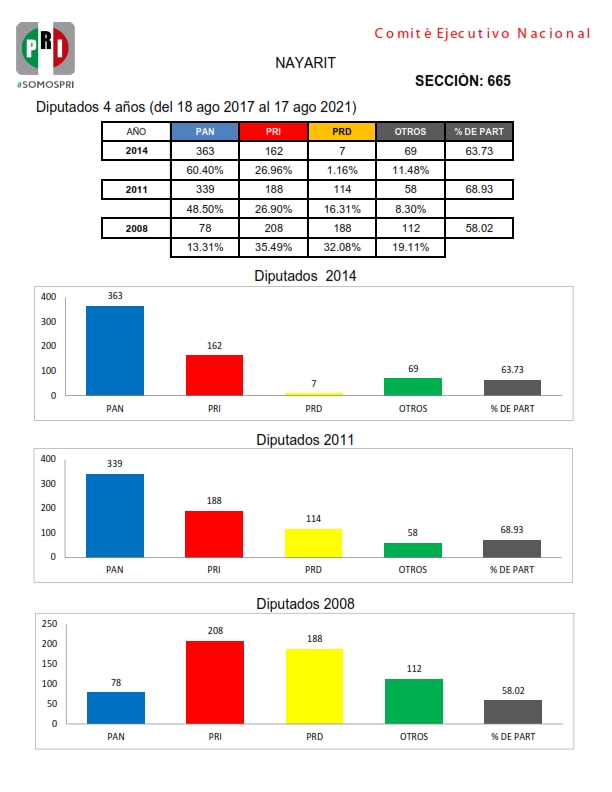 Comité Ejecutivo Nacional
PRI
#SOMOSPRI
NAYARIT
SECCIÓN: 665
Diputados 4 años (del 18 ago 2017 al 17 ago 2021)
AÑO PAN PRI PRD OTROS % DE PART
2014 363 162 7 69 63.73
60.40% 26.96% 1.16% 11.48%
2011 339 188 114 58 68.93
48.50% 26.90% 16.31% 8.30%
2008 78 208 188 112 58.02
13.31% 35.49% 32.08% 19.11%
Diputados 2014
400
300
200
100
0
363
162
7
69
63.73
PAN PRI PRD OTROS % DE PART
Diputados 2011
400
300
200
100
0
339
188
114
58
68.93
PAN PRI PRD OTROS % DE PART
Diputados 2008
250
200
150
100
50
0
78
208
188
112
58.02
PAN PRI PRD OTROS % DE PART